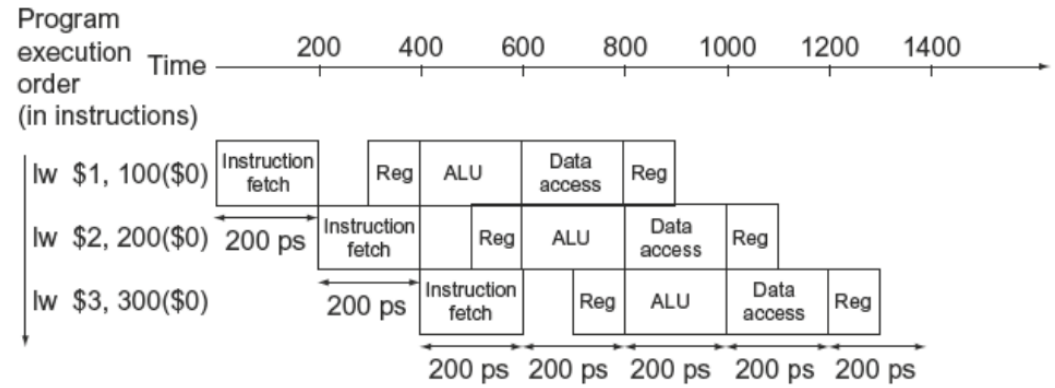 Program
execution
order
(in instructions)
Time
200 400 600 800 1000 1200 1400
lw $1, 100($0)
Instruction
fetch
Reg
ALU
Data
access
Reg
lw $2, 200($0)
200 ps
Instruction
fetch
Reg
ALU
Data
access
Reg
lw $3, 300($0)
200 ps
Instruction
fetch
Reg
ALU
Data
access
Reg
200 ps 200 ps 200 ps 200 ps 200 ps